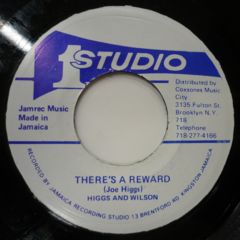 1 STUDIO
Jamrec Music
Made in
Jamaica
Distributed by
Coxsones Music
City
3135 Fulton St.
Brooklyn N.Y.
718
Telephone
718-277-4166
THERE'S A REWARD
(Joe Higgs)
HIGGS AND WILSON
RECORDED BY JAMAICA RECORDING STUDIO 13 BRENTFORD RD. KINGSTON JAMAICA